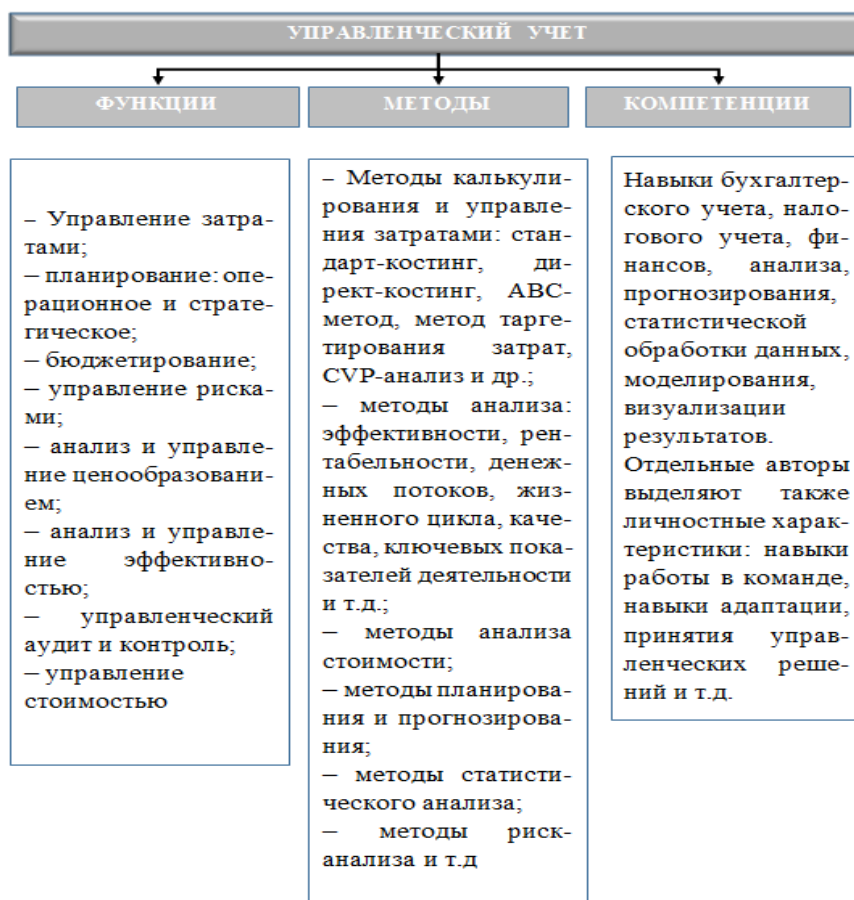 УПРАВЛЕНЧЕСКИЙ УЧЕТ
ФУНКЦИИ
МЕТОДЫ
КОМПЕТЕНЦИИ
– Управление затра-
тами;
– планирование: опе-
рационное и страте-
гическое;
– бюджетирование;
– управление риска-
ми;
– анализ и управле-
ние ценообразовани-
ем;
– анализ и управле-
ние эффективно-
стью;
– управленческий
аудит и контроль;
– управление
стоимостью
– Методы калькули-
рования и управле-
ния затратами: стан-
дарт-костинг, ди-
рект-костинг, АВС-
метод, метод тарге-
тирования затрат,
CVP-анализ и др.;
– методы анализа:
эффективности, рен-
табельности, денеж-
ных потоков, жиз-
ненного цикла, каче-
ства, ключевых пока-
зателей деятельности
и т.д.;
– методы анализа
стоимости;
– методы планирова-
ния и прогнозирова-
ния;
– методы статисти-
ческого анализа;
– методы риск-
анализа и т.д
Навыки бухгалтер-
ского учета, нало-
гового учета, фи-
нансов, анализа,
прогнозирования,
статистической
обработки данных,
моделирования,
визуализации
результатов.
Отдельные авторы
выделяют также
личностные харак-
теристики: навыки
работы в команде,
навыки адаптации,
принятия управ-
ленческих реше-
ний и т.д.